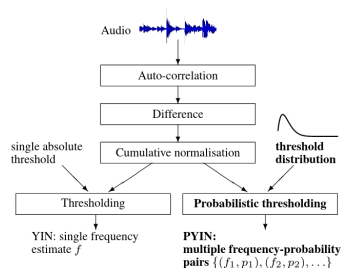 Audio
Auto-correlation
Difference
Cumulative normalisation
single absolute
threshold
threshold
distribution
Thresholding
Probabilistic thresholding
YIN: single frequency
estimate f
PYIN:
multiple frequency-probability
pairs {(f₁, p₁), (f₂, p₂), . . .}